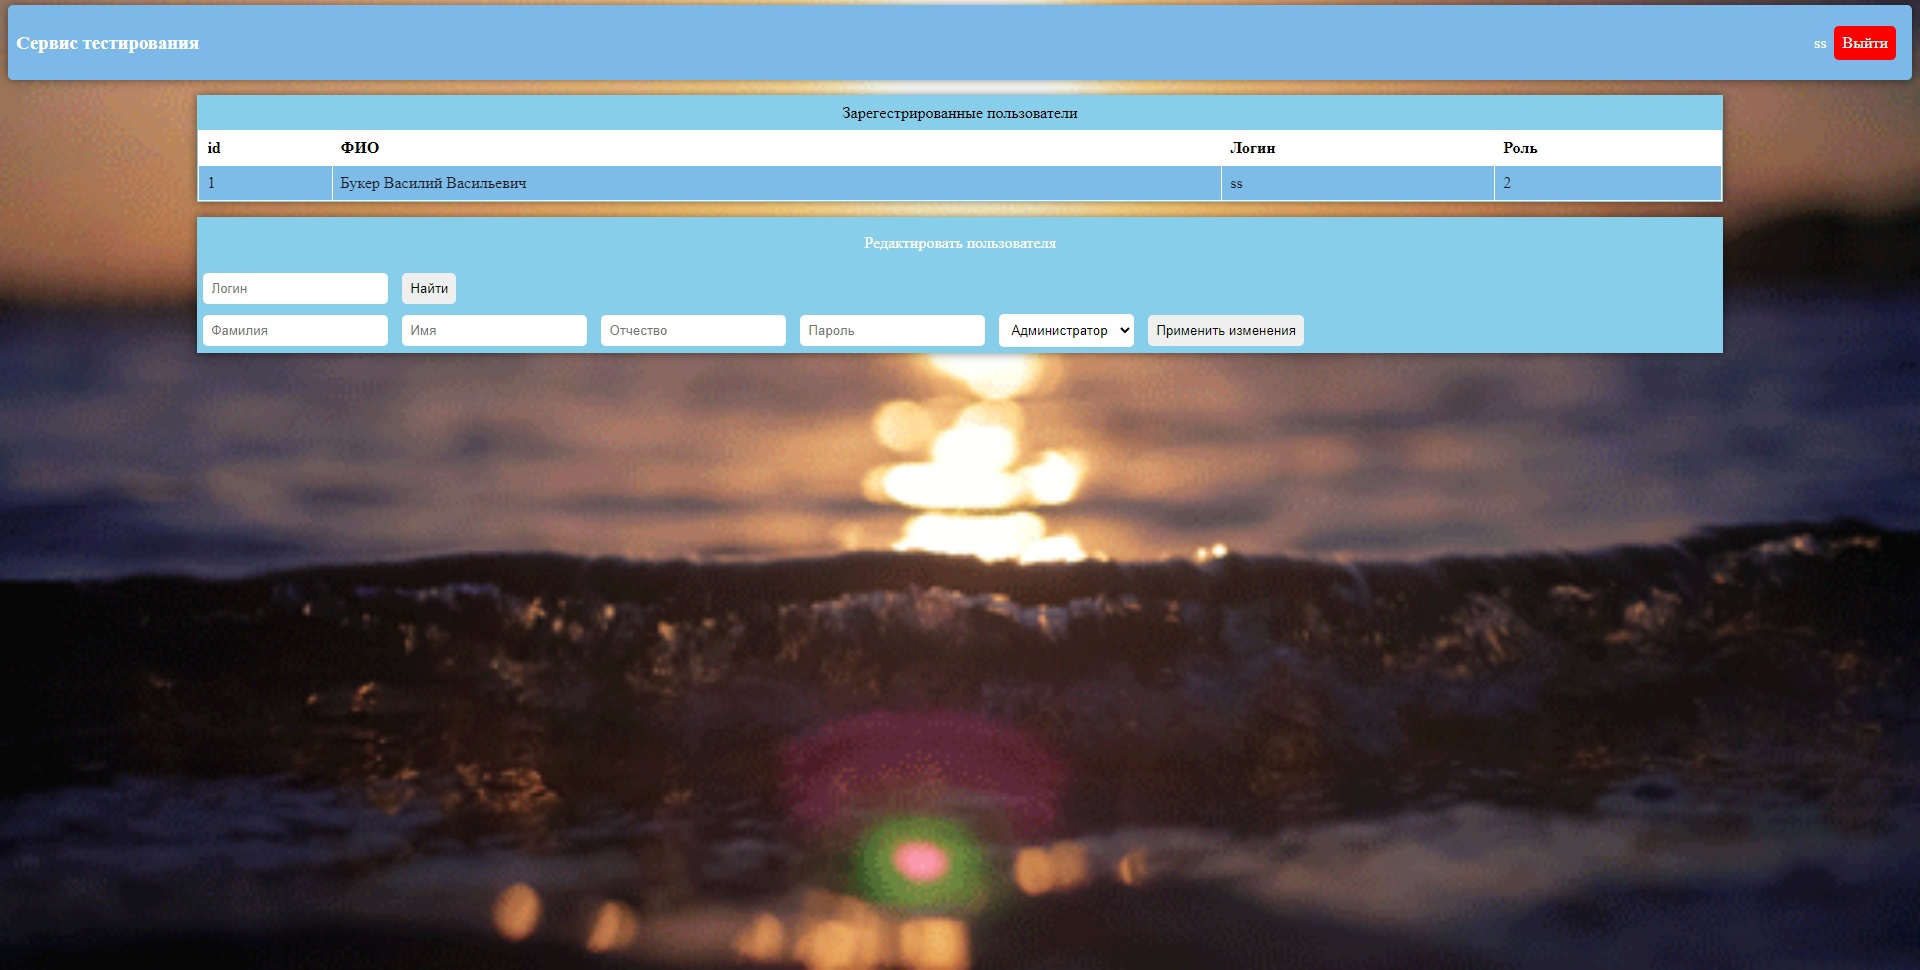 Сервис тестирования
ss Выйти
Зарегестрированные пользователи
id ФИО Логин Роль
1 Букер Василий Васильевич ss 2
Редактировать пользователя
Логин Найти
Фамилия Имя Отчество Пароль Администратор Применить изменения